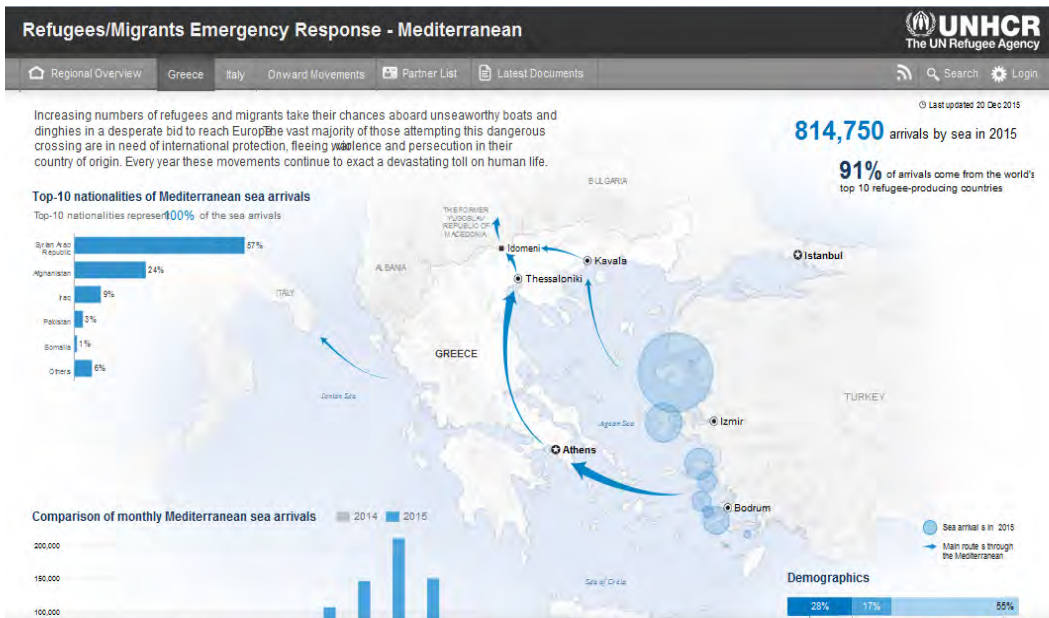 Refugees/Migrants Emergency Response - Mediterranean
UNHCR
The UN Refugee Agency
Regional Overview
Greece
Italy
Onward Movements
Partner List
Latest Documents
Search
Login
Last updated 20 Dec 2015
Increasing numbers of refugees and migrants take their chances aboard unseaworthy boats and
dinghies in a desperate bid to reach Europe. The vast majority of those attempting this dangerous
crossing are in need of international protection, fleeing war, violence and persecution in their
country of origin. Every year these movements continue to exact a devastating toll on human life.
814,750 arrivals by sea in 2015
91% of arrivals come from the world's
top 10 refugee-producing countries
Top-10 nationalities of Mediterranean sea arrivals
Top-10 nationalities represent 100% of the sea arrivals
Syrian Arab
Republic
57%
Afghanistan
24%
Iraq
9%
Pakistan
3%
Somalia
1%
Others
6%
BULGARIA
THE FORMER
YUGOSLAV
REPUBLIC OF
MACEDONIA
Idomeni
Kavala
Istanbul
ALBANIA
Thessaloniki
ITALY
GREECE
TURKEY
Ionian Sea
Agean Sea
Izmir
Athens
Bodrum
Sea of Crete
Comparison of monthly Mediterranean sea arrivals
2014
2015
200,000
150,000
100,000
Sea arrivals in 2015
Main routes through
the Mediterranean
Demographics
28%
17%
55%